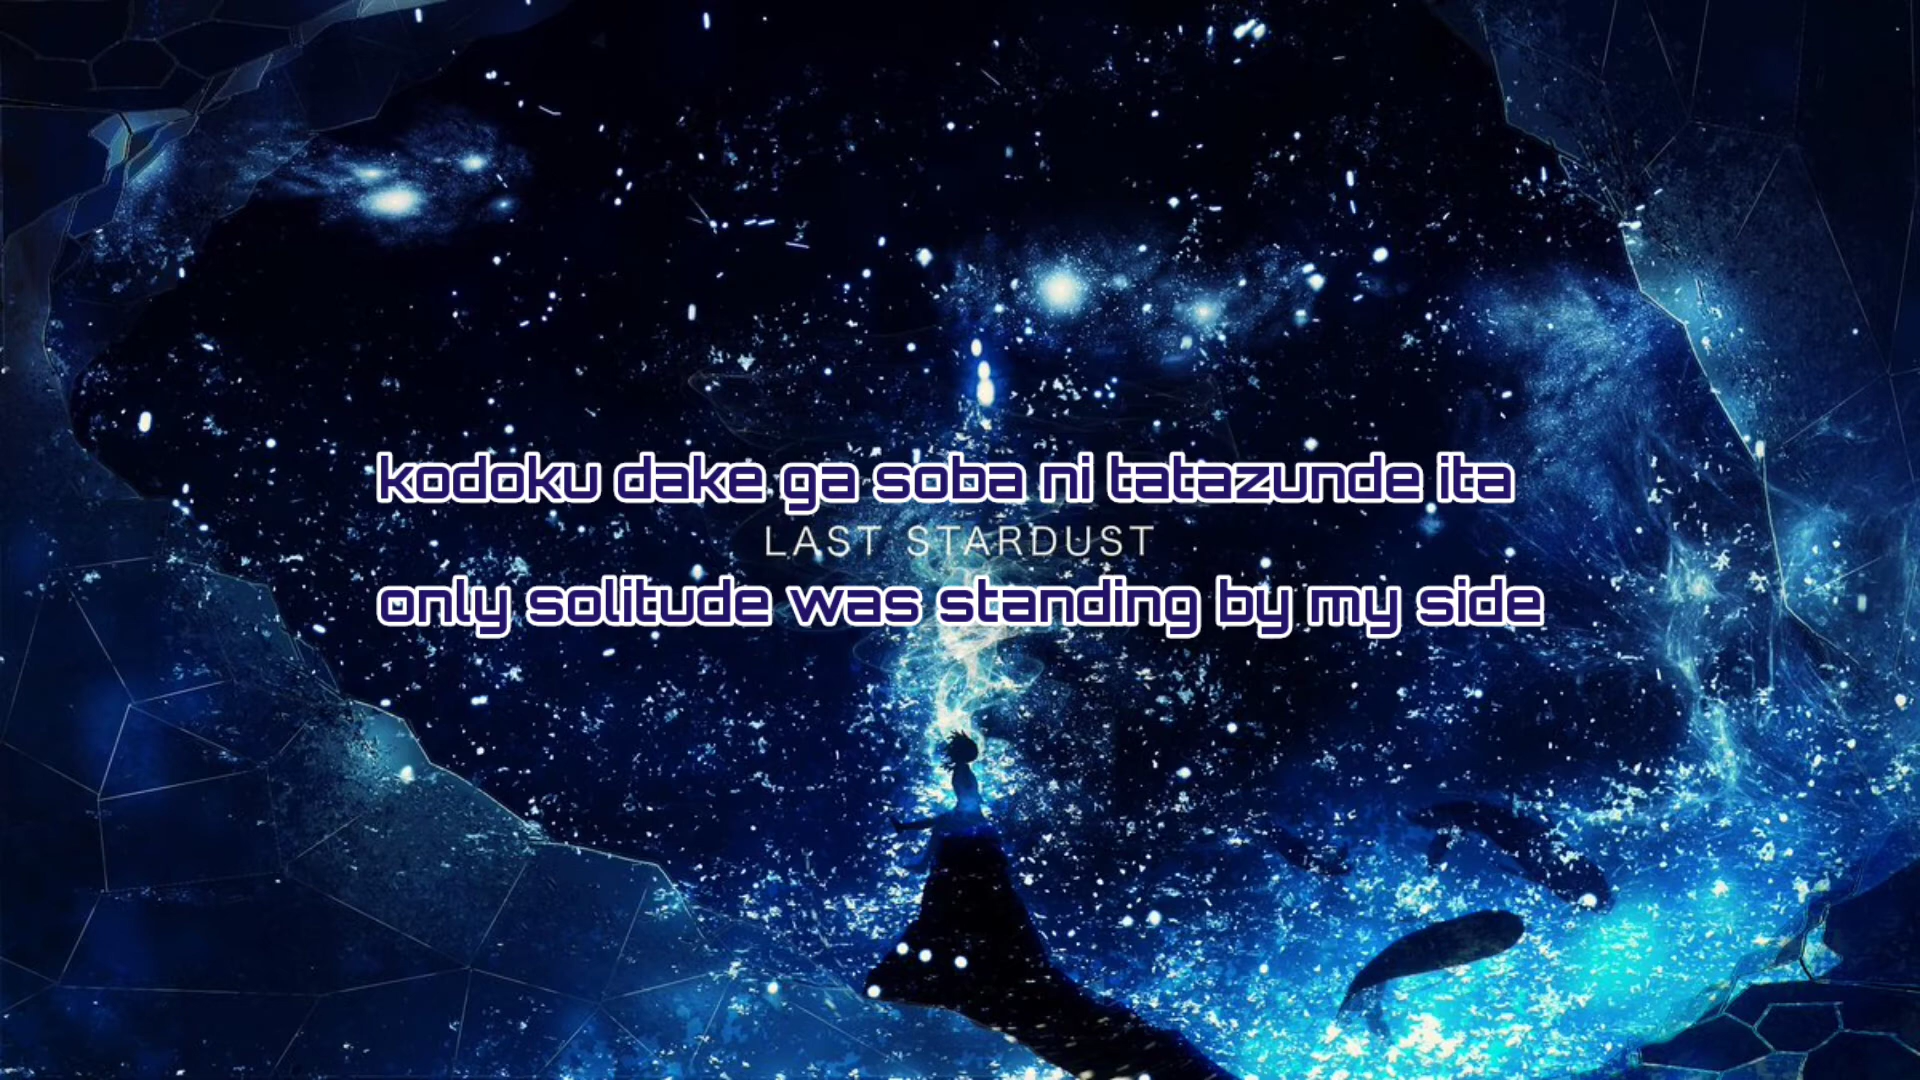 kodoku dake ga soba ni tatazunde ita
LAST STARDUST
only solitude was standing by my side